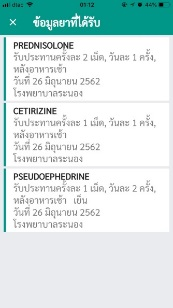 dtac
01:12
44%
ข้อมูลยาที่ได้รับ
PREDNISOLONE
รับประทานครั้งละ 2 เม็ด, วันละ 1 ครั้ง,
หลังอาหารเช้า
วันที่ 26 มิถุนายน 2562
โรงพยาบาลระนอง
CETIRIZINE
รับประทานครั้งละ 1 เม็ด, วันละ 1 ครั้ง,
หลังอาหารเช้า
วันที่ 26 มิถุนายน 2562
โรงพยาบาลระนอง
PSEUDOEPHEDRINE
รับประทานครั้งละ 1 เม็ด, วันละ 2 ครั้ง,
หลังอาหารเช้า เย็น
วันที่ 26 มิถุนายน 2562
โรงพยาบาลระนอง